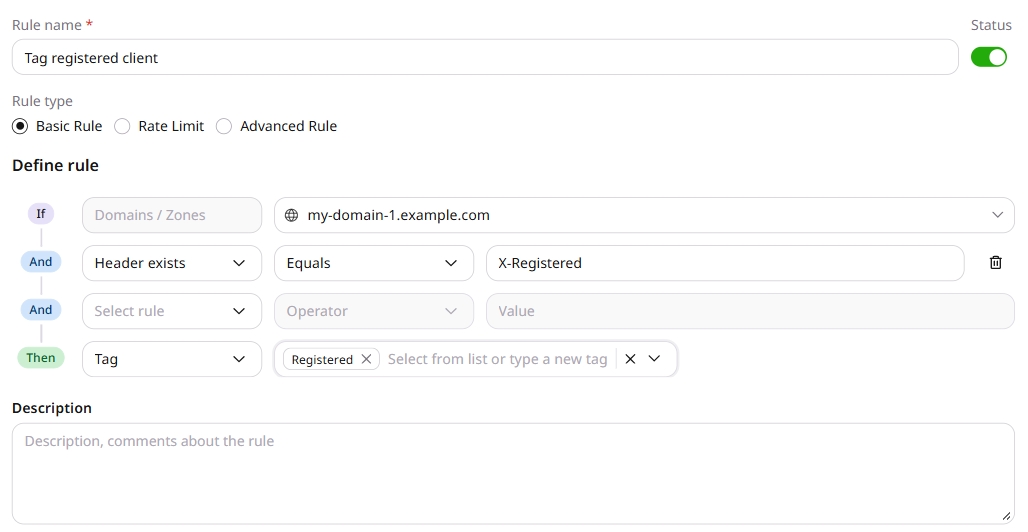 Rule name *
Status
Tag registered client
Rule type
Basic Rule
Rate Limit
Advanced Rule
Define rule
If
Domains / Zones
my-domain-1.example.com
And
Header exists
Equals
X-Registered
And
Select rule
Operator
Value
Then
Tag
Registered
Select from list or type a new tag
Description
Description, comments about the rule